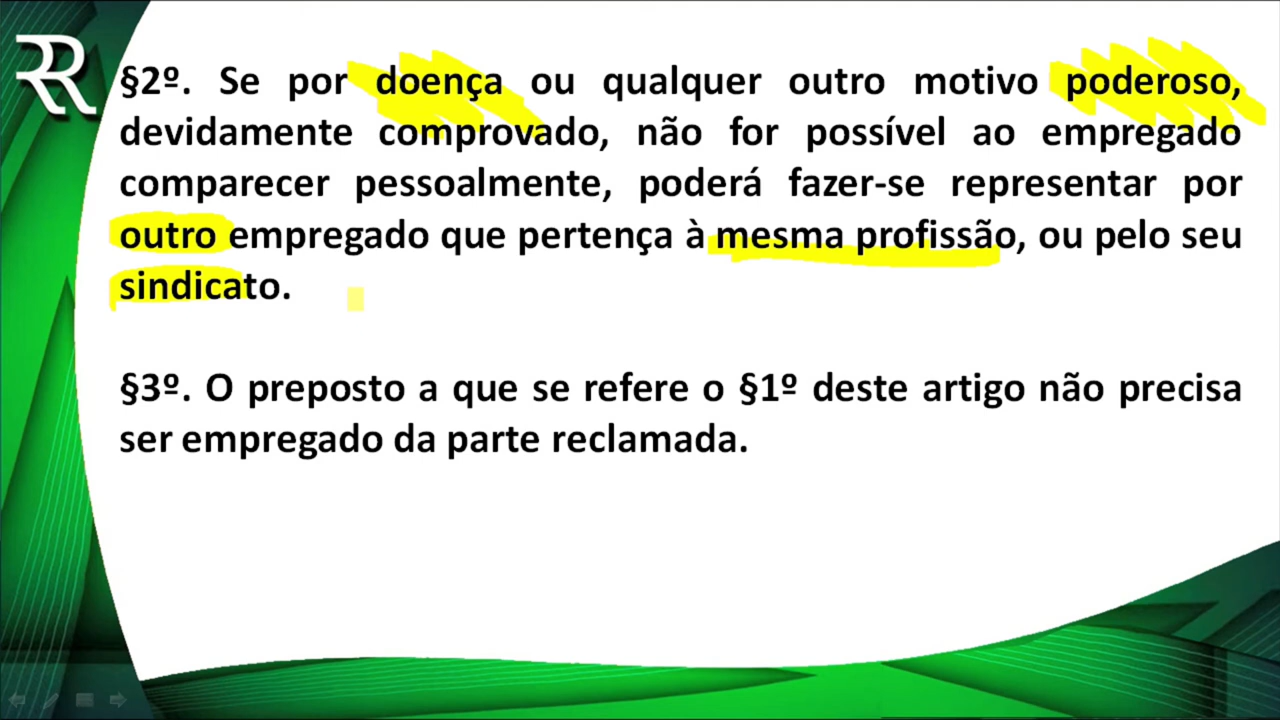 §2º. Se por doença ou qualquer outro motivo poderoso,
devidamente comprovado, não for possível ao empregado
comparecer pessoalmente, poderá fazer-se representar por
outro empregado que pertença à mesma profissão, ou pelo seu
sindicato.
§3º. O preposto a que se refere o §1º deste artigo não precisa
ser empregado da parte reclamada.